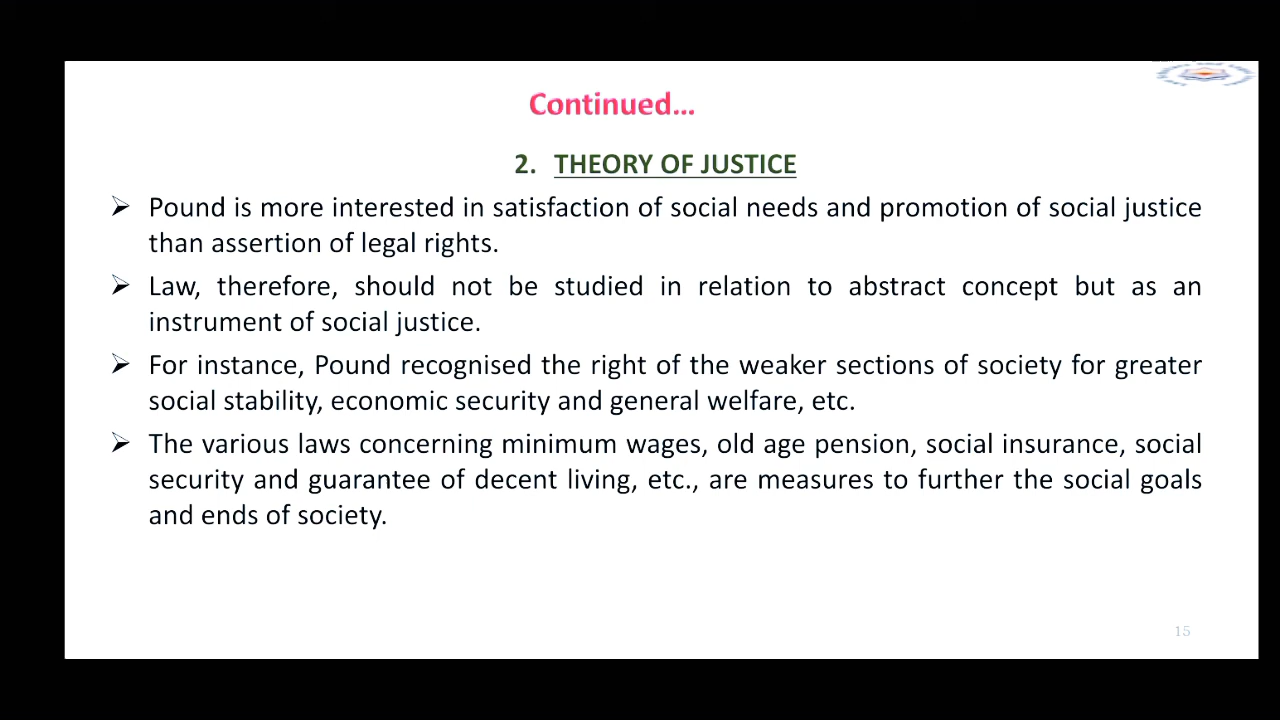 Continued...
2. THEORY OF JUSTICE
➢ Pound is more interested in satisfaction of social needs and promotion of social justice
than assertion of legal rights.
➢ Law, therefore, should not be studied in relation to abstract concept but as an
instrument of social justice.
➢ For instance, Pound recognised the right of the weaker sections of society for greater
social stability, economic security and general welfare, etc.
➢ The various laws concerning minimum wages, old age pension, social insurance, social
security and guarantee of decent living, etc., are measures to further the social goals
and ends of society.
15